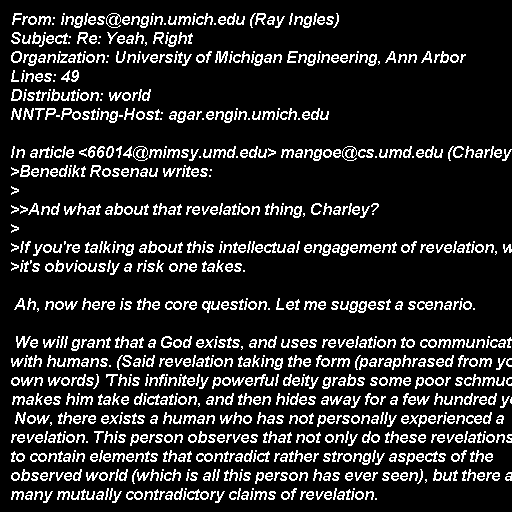 From: ingles@engin.umich.edu (Ray Ingles)
Subject: Re: Yeah, Right
Organization: University of Michigan Engineering, Ann Arbor
Lines: 49
Distribution: world
NNTP-Posting-Host: agar.engin.umich.edu

In article <66014@mimsy.umd.edu> mangoe@cs.umd.edu (Charley
>Benedikt Rosenau writes:
>
>>And what about that revelation thing, Charley?
>
>If you're talking about this intellectual engagement of revelation, w
>it's obviously a risk one takes.

Ah, now here is the core question. Let me suggest a scenario.

We will grant that a God exists, and uses revelation to communicat
with humans. (Said revelation taking the form (paraphrased from yo
own words) 'This infinitely powerful deity grabs some poor schmuc
makes him take dictation, and then hides away for a few hundred y
Now, there exists a human who has not personally experienced a
revelation. This person observes that not only do these revelations
to contain elements that contradict rather strongly aspects of the
observed world (which is all this person has ever seen), but there a
many mutually contradictory claims of revelation.